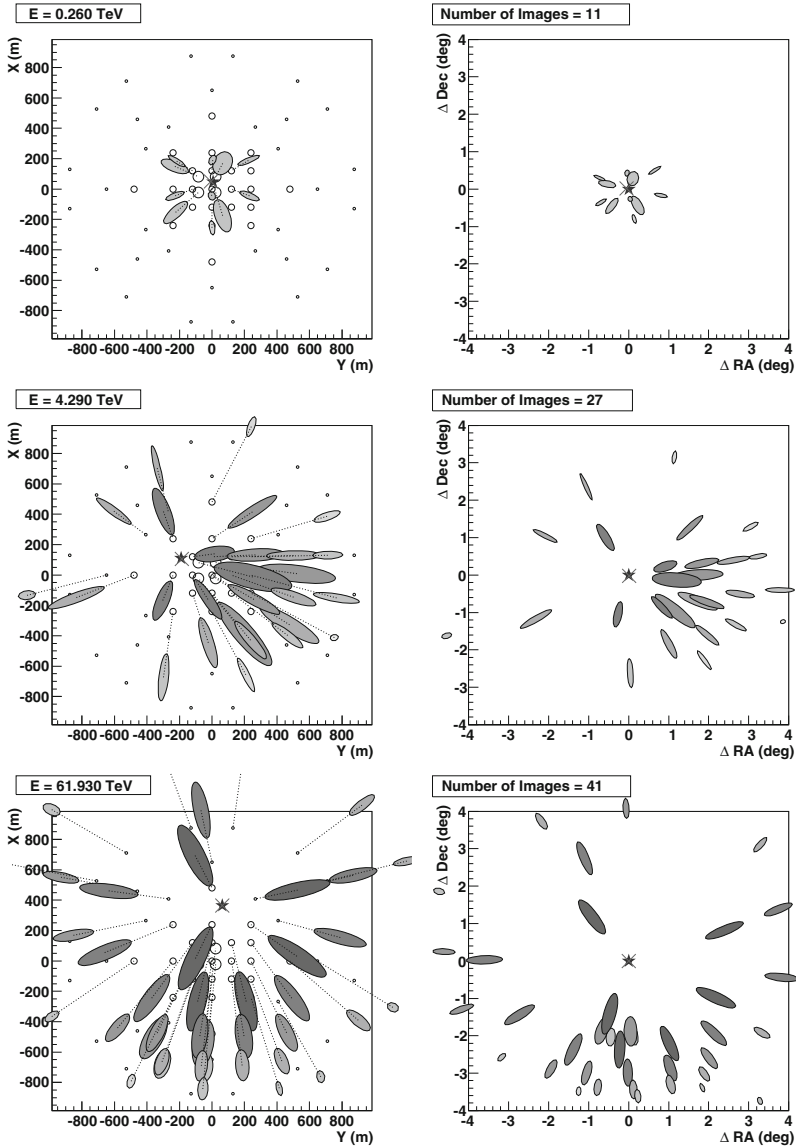 E = 0.260 TeV
Number of Images = 11
X (m)
800
600
400
200
0
-200
-400
-600
-800
-800 -600 -400 -200 0 200 400 600 800
Y (m)
Δ Dec (deg)
4
3
2
1
0
-1
-2
-3
-4
-4 -3 -2 -1 0 1 2 3 4
Δ RA (deg)
E = 4.290 TeV
Number of Images = 27
X (m)
800
600
400
200
0
-200
-400
-600
-800
-800 -600 -400 -200 0 200 400 600 800
Y (m)
Δ Dec (deg)
4
3
2
1
0
-1
-2
-3
-4
-4 -3 -2 -1 0 1 2 3 4
Δ RA (deg)
E = 61.930 TeV
Number of Images = 41
X (m)
800
600
400
200
0
-200
-400
-600
-800
-800 -600 -400 -200 0 200 400 600 800
Y (m)
Δ Dec (deg)
4
3
2
1
0
-1
-2
-3
-4
-4 -3 -2 -1 0 1 2 3 4
Δ RA (deg)